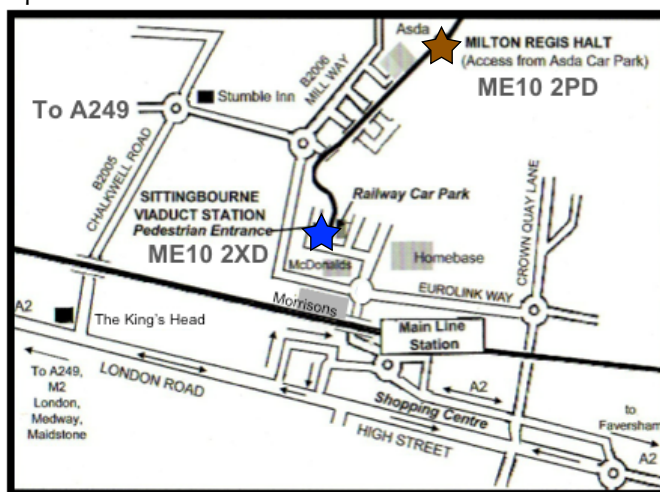 Asda
MILTON REGIS HALT
(Access from Asda Car Park)
ME10 2PD
B2006
MILL WAY
Stumble Inn
To A249
B2005
CHALKWELL ROAD
CROWN QUAY LANE
SITTINGBOURNE
VIADUCT STATION
Pedestrian Entrance
ME10 2XD
Railway Car Park
McDonalds
Homebase
EUROLINK WAY
Morrisons
Main Line
Station
A2
The King's Head
To A249,
M2
London,
Medway,
Maidstone
LONDON ROAD
A2
Shopping Centre
HIGH STREET
to
Faversham
A2